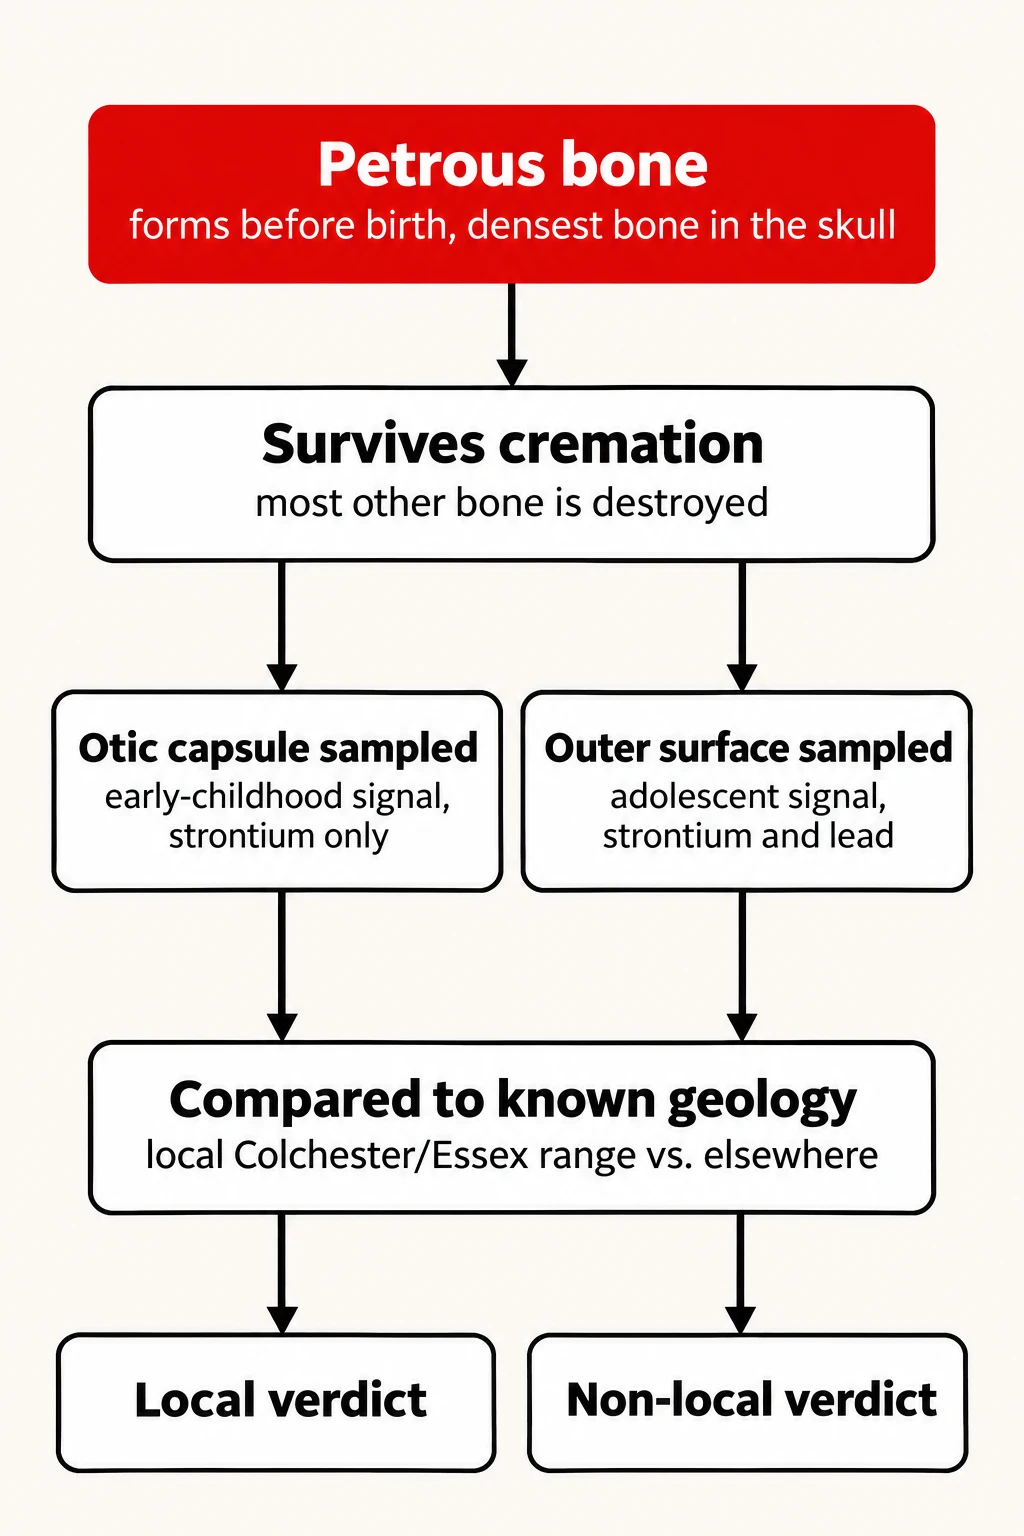 Petrous bone
forms before birth, densest bone in the skull
Survives cremation
most other bone is destroyed
Otic capsule sampled
early-childhood signal,
strontium only
Outer surface sampled
adolescent signal,
strontium and lead
Compared to known geology
local Colchester/Essex range vs. elsewhere
Local verdict
Non-local verdict